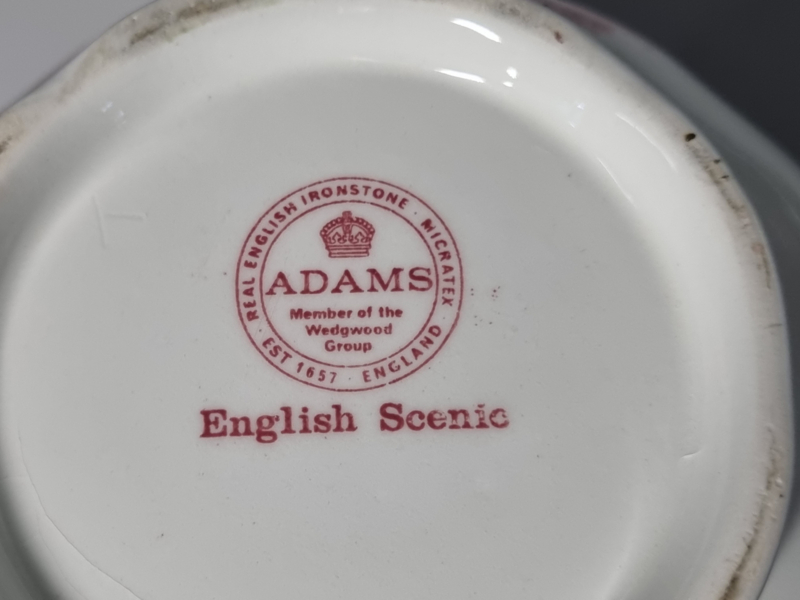 REAL ENGLISH IRONSTONE · MICRATEX
ADAMS
Member of the
Wedgwood
Group
EST 1657 · ENGLAND
English Scenic